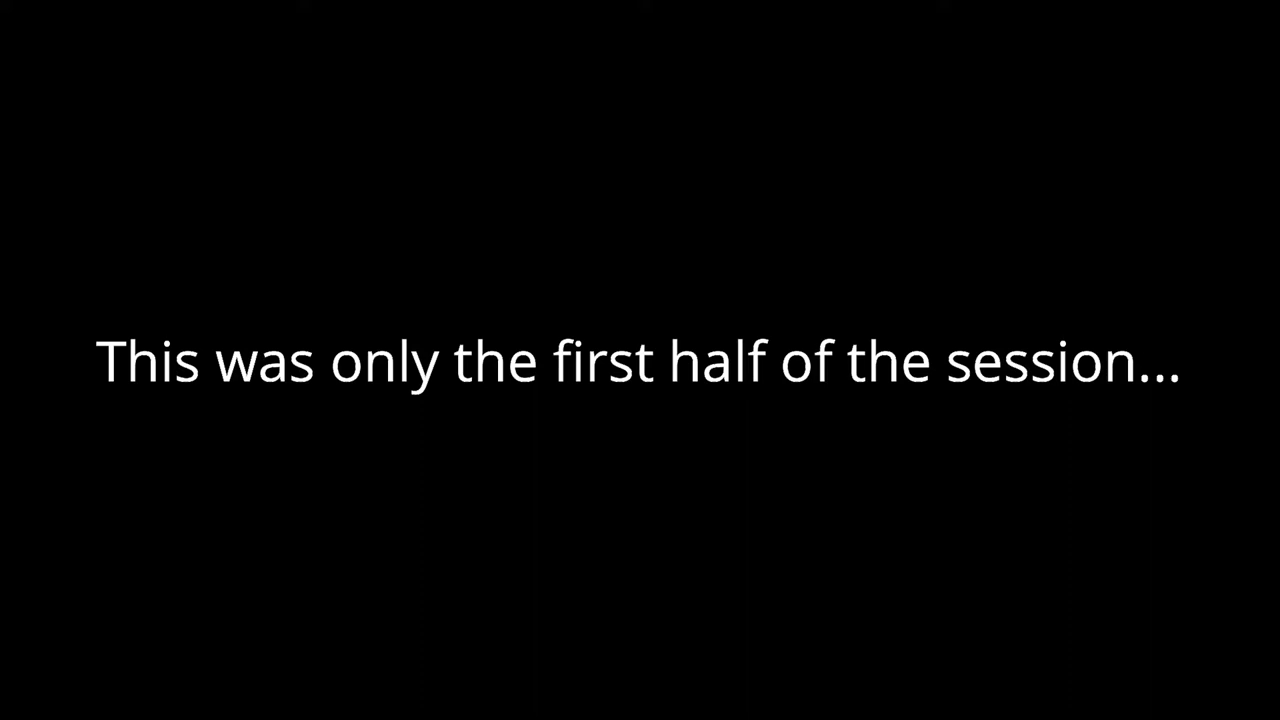 This was only the first half of the session...